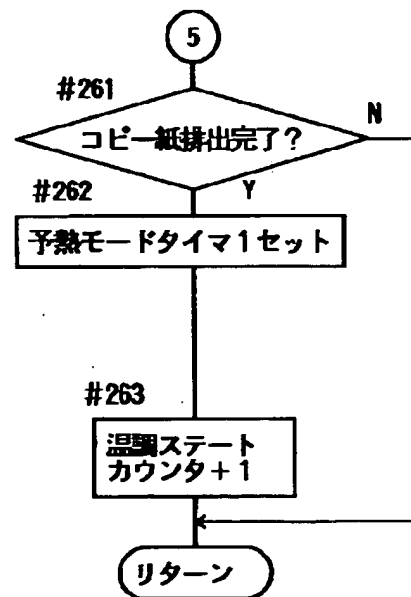 5
#261
コピー紙排出完了?
N
#262
Y
予熱モードタイマ1セット
#263
温調ステート
カウンタ+1
リターン